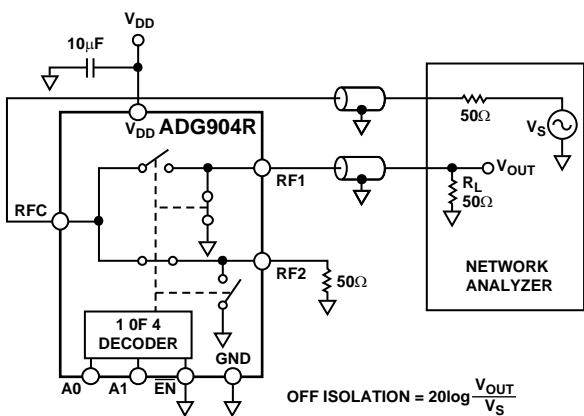 VDD
10µF
VDD
ADG904R
RFC
RF1
RF2
50Ω
1 0F 4
DECODER
GND
A0
A1
EN
50Ω
VS
VOUT
RL
50Ω
NETWORK
ANALYZER
OFF ISOLATION = 20log VOUT/VS